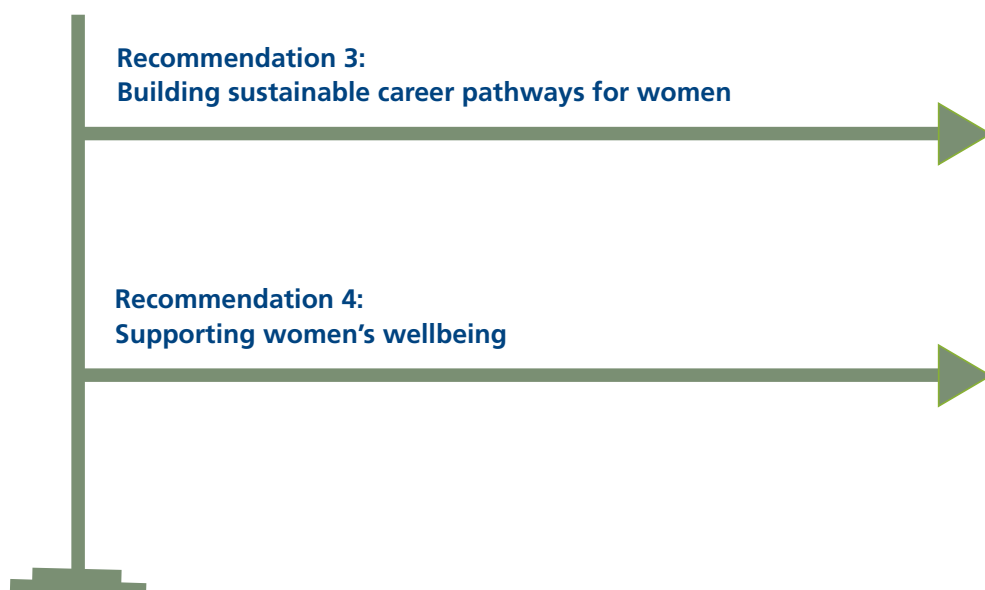 Recommendation 3:
Building sustainable career pathways for women
Recommendation 4:
Supporting women’s wellbeing